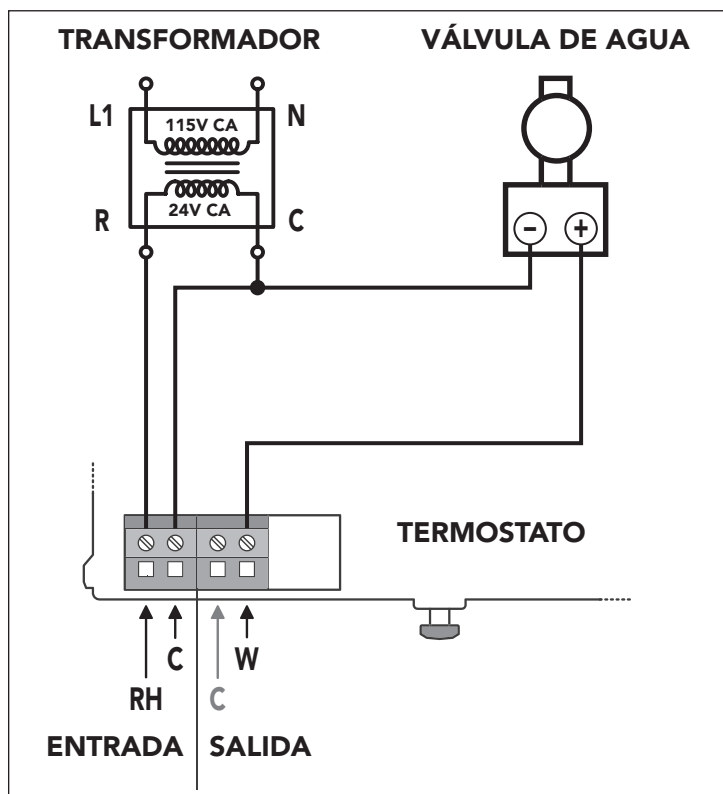 TRANSFORMADOR
VÁLVULA DE AGUA
L1
115V CA
N
R
24V CA
C
-
+
TERMOSTATO
C
W
RH
C
ENTRADA
SALIDA